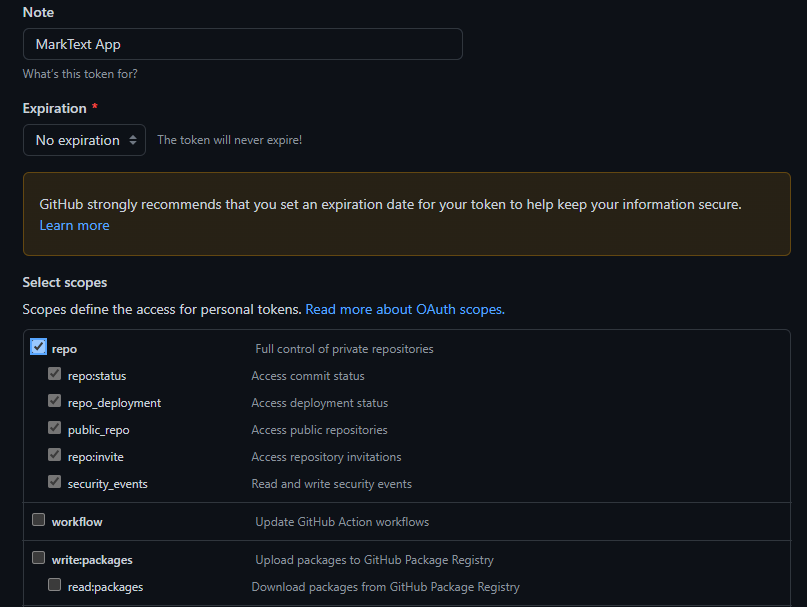 Note
MarkText App
What's this token for?
Expiration *
No expiration The token will never expire!
GitHub strongly recommends that you set an expiration date for your token to help keep your information secure.
Learn more
Select scopes
Scopes define the access for personal tokens. Read more about OAuth scopes.
repo Full control of private repositories
repo:status Access commit status
repo_deployment Access deployment status
public_repo Access public repositories
repo:invite Access repository invitations
security_events Read and write security events
workflow Update GitHub Action workflows
write:packages Upload packages to GitHub Package Registry
read:packages Download packages from GitHub Package Registry